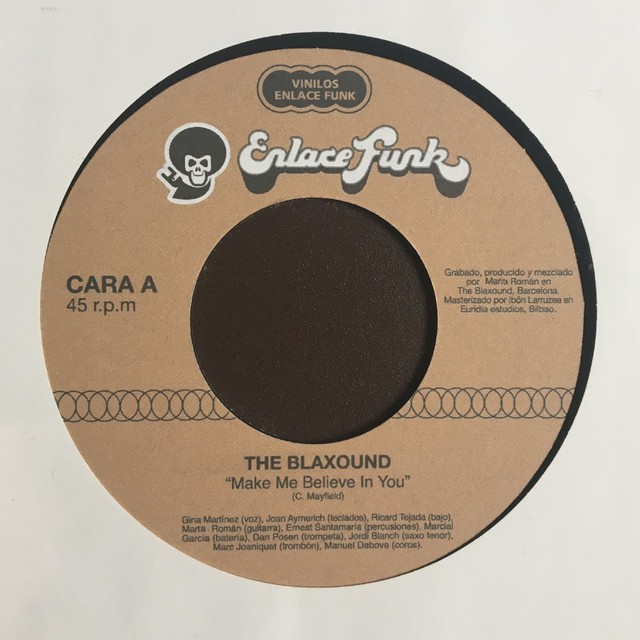 VINILOS
ENLACE FUNK
Enlace Funk
CARA A
45 r.p.m
Grabado, producido y mezclado
por Marta Román en
The Blaxound, Barcelona.
Masterizado por Ibón Larruzea en
Euridia estudios, Bilbao.
THE BLAXOUND
“Make Me Believe In You”
(C. Mayfield)
Gina Martínez (voz), Joan Aymerich (teclados), Ricard Tejada (bajo),
Marta Román (guitarra), Ernest Santamaria (percusiones), Marcial
Garcia (batería), Dan Posen (trompeta), Jordi Blanch (saxo tenor),
Marc Joaniquet (trombón), Manuel Dabove (coros).